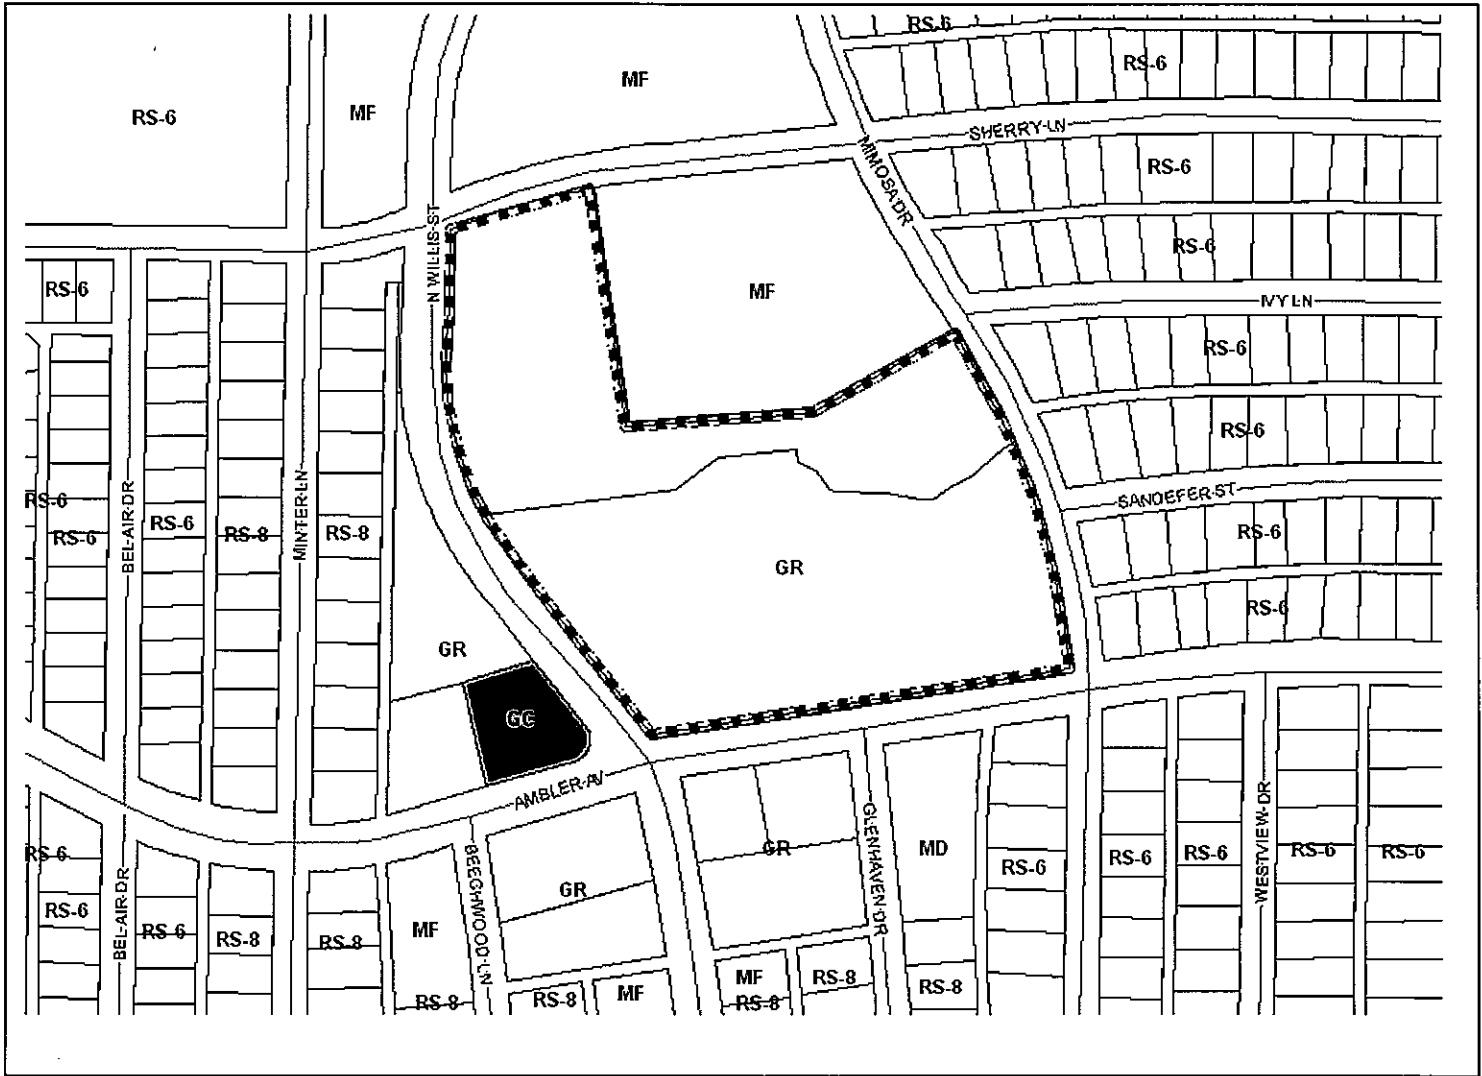 RS-6
MF
RS-6
RS-6
MF
SHERRY LN
MIMOSA DR
RS-6
N WILLIS ST
RS-6
RS-6
MF
IVY LN
RS-6
RS-6
SANDEFER ST
RS-6
RS-6
RS-6
BEL-AIR DR
RS-6
RS-8
MINTER LN
RS-8
RS-6
GR
RS-6
GR
GC
AMBLER AV
RS-6
BEL-AIR DR
RS-6
RS-6
RS-8
RS-8
MF
BEECHWOOD LN
GR
GR
GLENHAVEN DR
MD
RS-6
RS-6
RS-6
WESTVIEW DR
RS-6
RS-6
RS-8
RS-8
MF
MF
RS-8
RS-8
RS-8